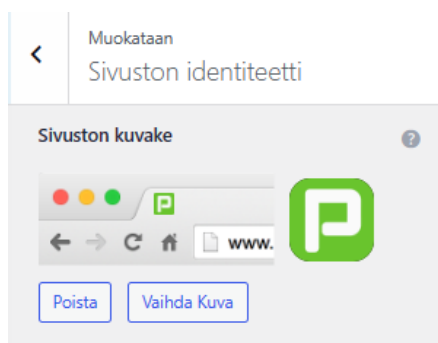 Muokataan
Sivuston identiteetti
Sivuston kuvake
?
P
www.
P
Poista
Vaihda Kuva